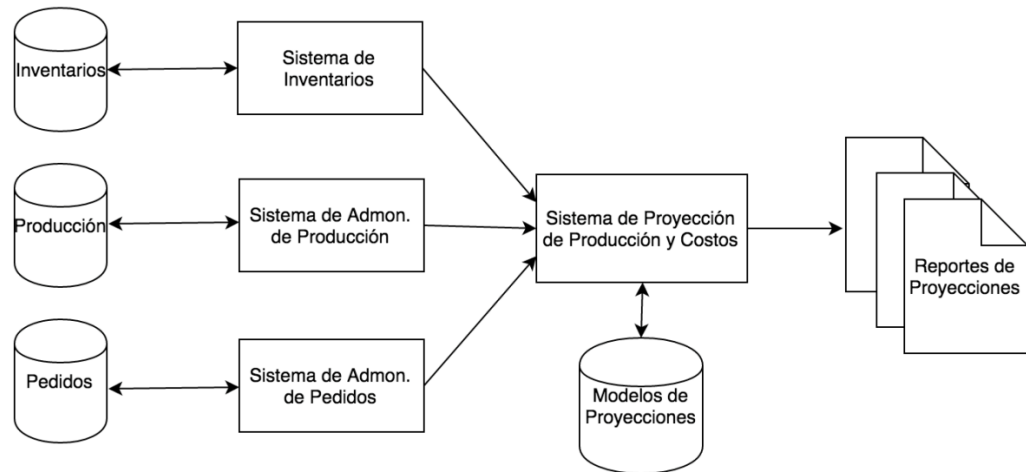 Inventarios
Sistema de
Inventarios
Producción
Sistema de Admon.
de Producción
Sistema de Proyección
de Producción y Costos
Reportes de
Proyecciones
Pedidos
Sistema de Admon.
de Pedidos
Modelos de
Proyecciones